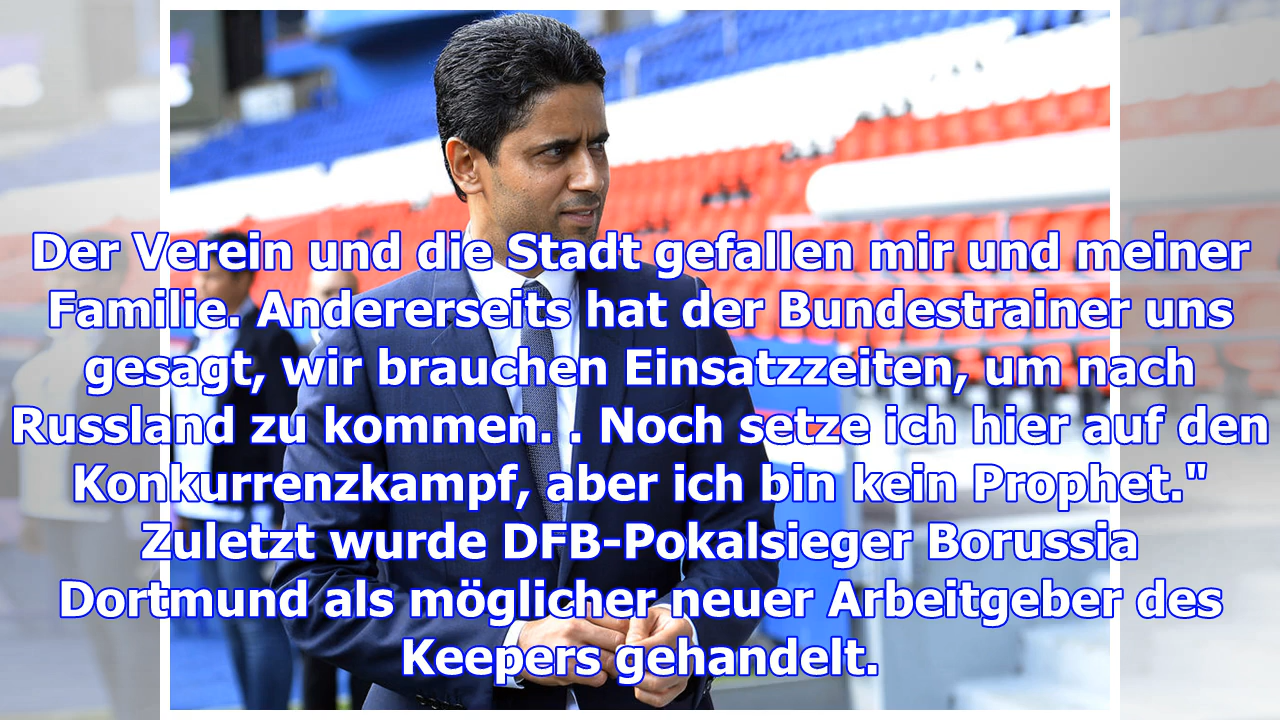 Der Verein und die Stadt gefallen mir und meiner
Familie. Andererseits hat der Bundestrainer uns
gesagt, wir brauchen Einsatzzeiten, um nach
Russland zu kommen. . Noch setze ich hier auf den
Konkurrenzkampf, aber ich bin kein Prophet."
Zuletzt wurde DFB-Pokalsieger Borussia
Dortmund als möglicher neuer Arbeitgeber des
Keepers gehandelt.